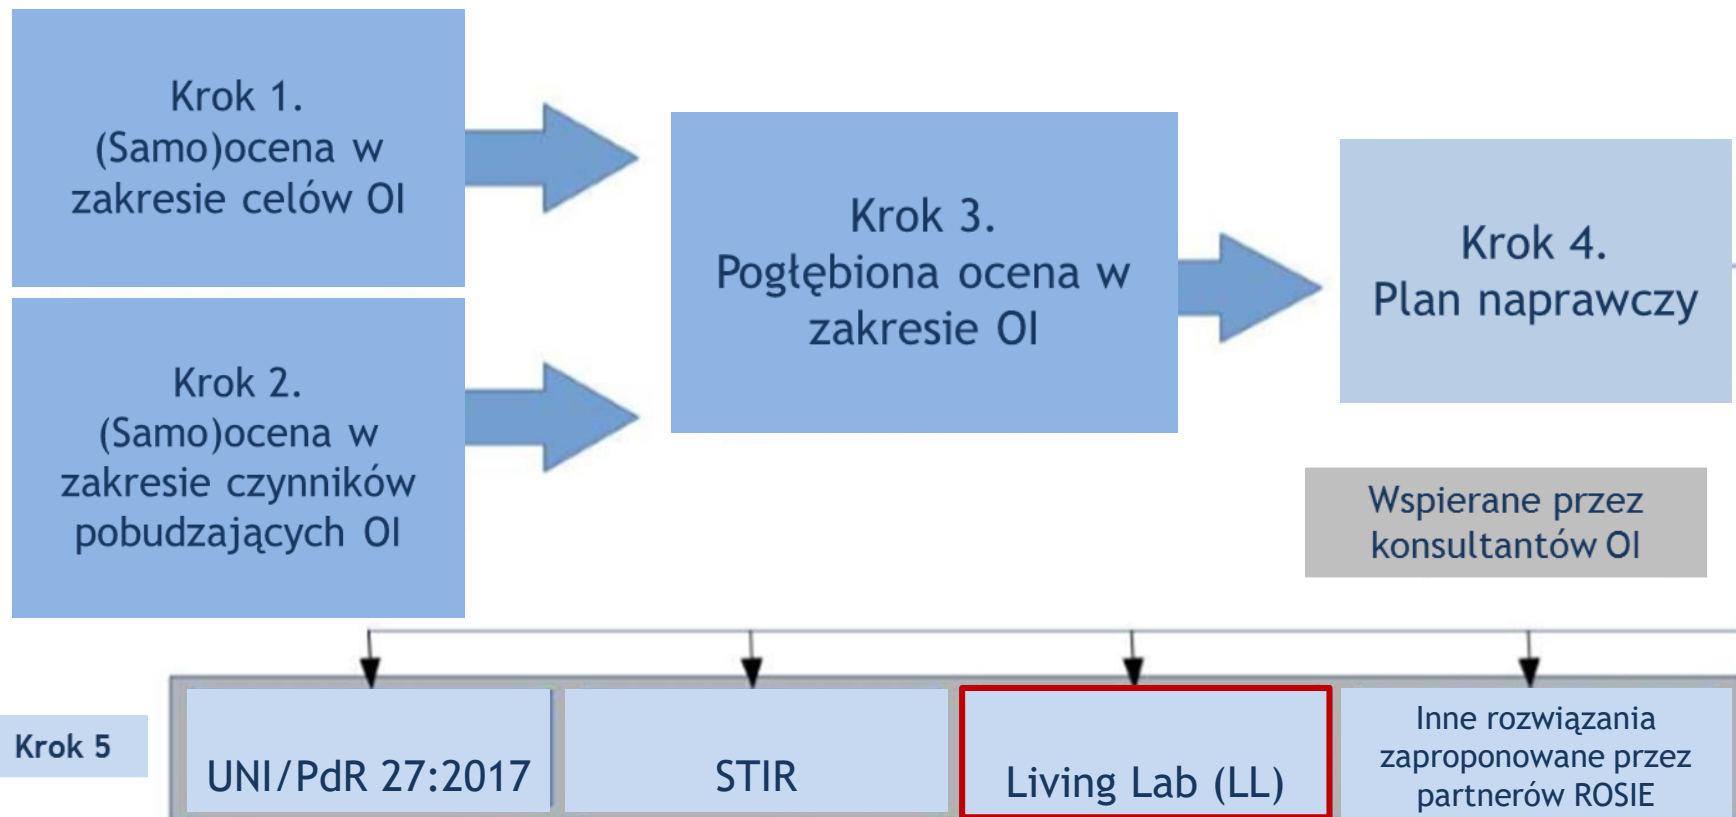 Krok 1.
(Samo)ocena w
zakresie celów OI
Krok 2.
(Samo)ocena w
zakresie czynników
pobudzających OI
Krok 3.
Pogłębiona ocena w
zakresie OI
Krok 4.
Plan naprawczy
Wspierane przez
konsultantów OI
Krok 5
UNI/PdR 27:2017
STIR
Living Lab (LL)
Inne rozwiązania
zaproponowane przez
partnerów ROSIE